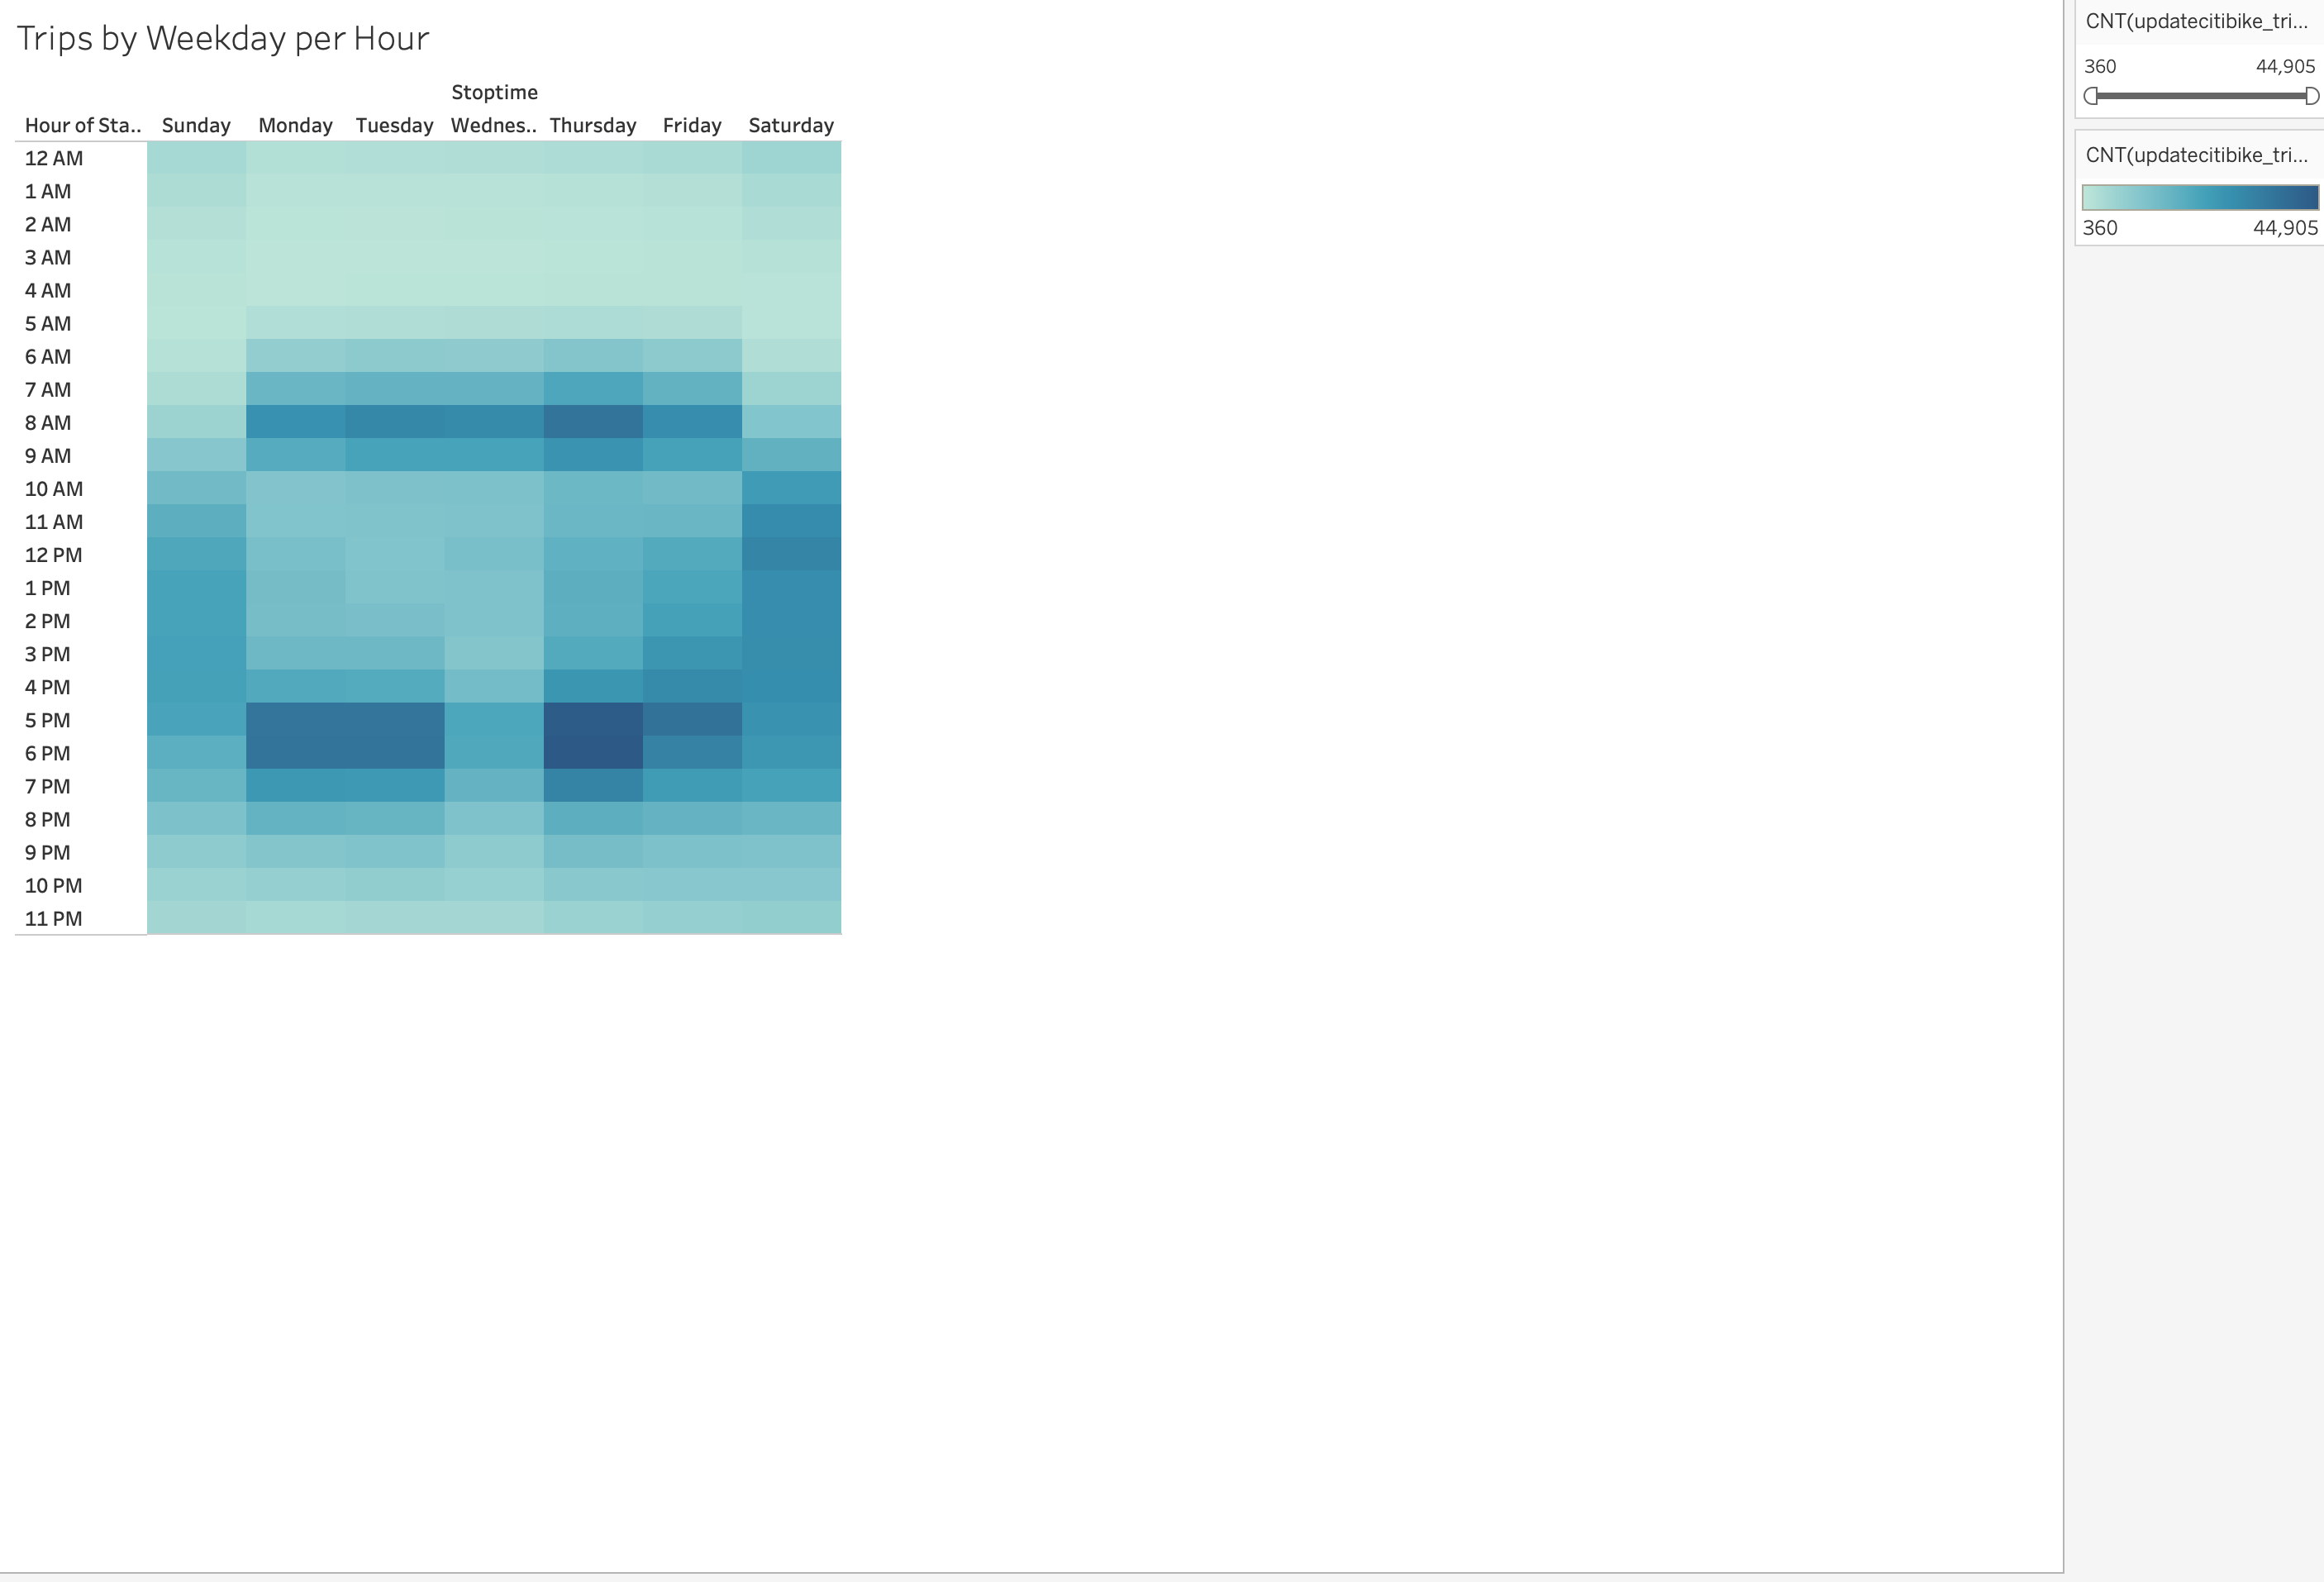 Trips by Weekday per Hour
Stoptime
Hour of Sta.. Sunday Monday Tuesday Wednes.. Thursday Friday Saturday
12 AM
1 AM
2 AM
3 AM
4 AM
5 AM
6 AM
7 AM
8 AM
9 AM
10 AM
11 AM
12 PM
1 PM
2 PM
3 PM
4 PM
5 PM
6 PM
7 PM
8 PM
9 PM
10 PM
11 PM
CNT(updatecitibike_tri...
360 44,905
CNT(updatecitibike_tri...
360 44,905